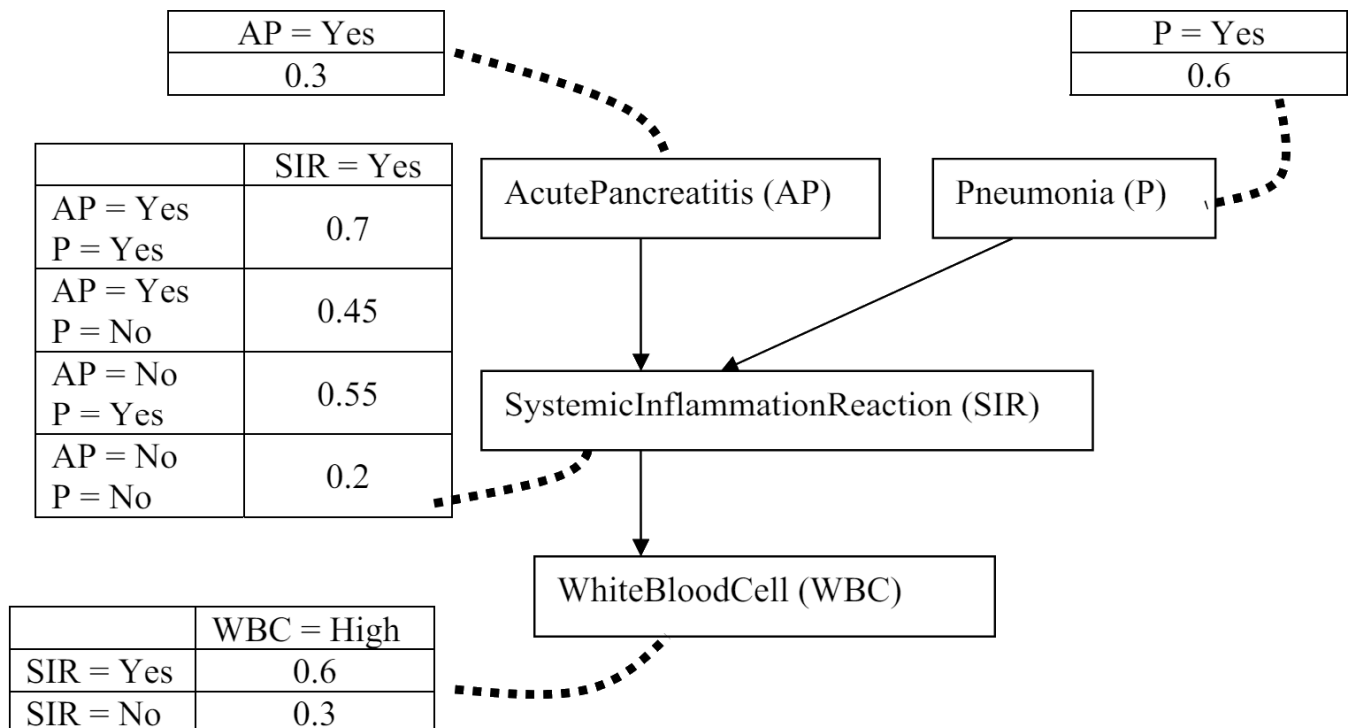 AP = Yes
0.3
P = Yes
0.6
SIR = Yes
AP = Yes
P = Yes
0.7
AP = Yes
P = No
0.45
AP = No
P = Yes
0.55
AP = No
P = No
0.2
AcutePancreatitis (AP)
Pneumonia (P)
SystemicInflammationReaction (SIR)
WhiteBloodCell (WBC)
WBC = High
SIR = Yes 0.6
SIR = No 0.3